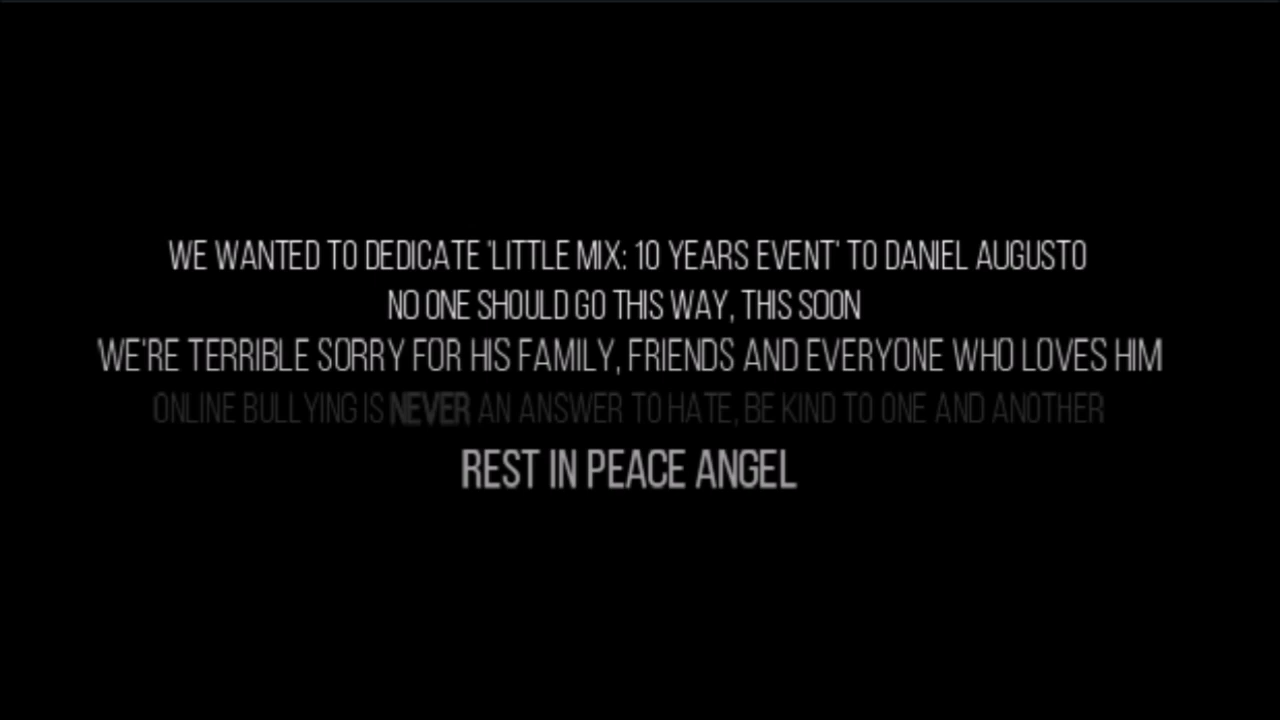 WE WANTED TO DEDICATE 'LITTLE MIX: 10 YEARS EVENT' TO DANIEL AUGUSTO
NO ONE SHOULD GO THIS WAY, THIS SOON
WE'RE TERRIBLE SORRY FOR HIS FAMILY, FRIENDS AND EVERYONE WHO LOVES HIM
ONLINE BULLYING IS NEVER AN ANSWER TO HATE, BE KIND TO ONE AND ANOTHER
REST IN PEACE ANGEL